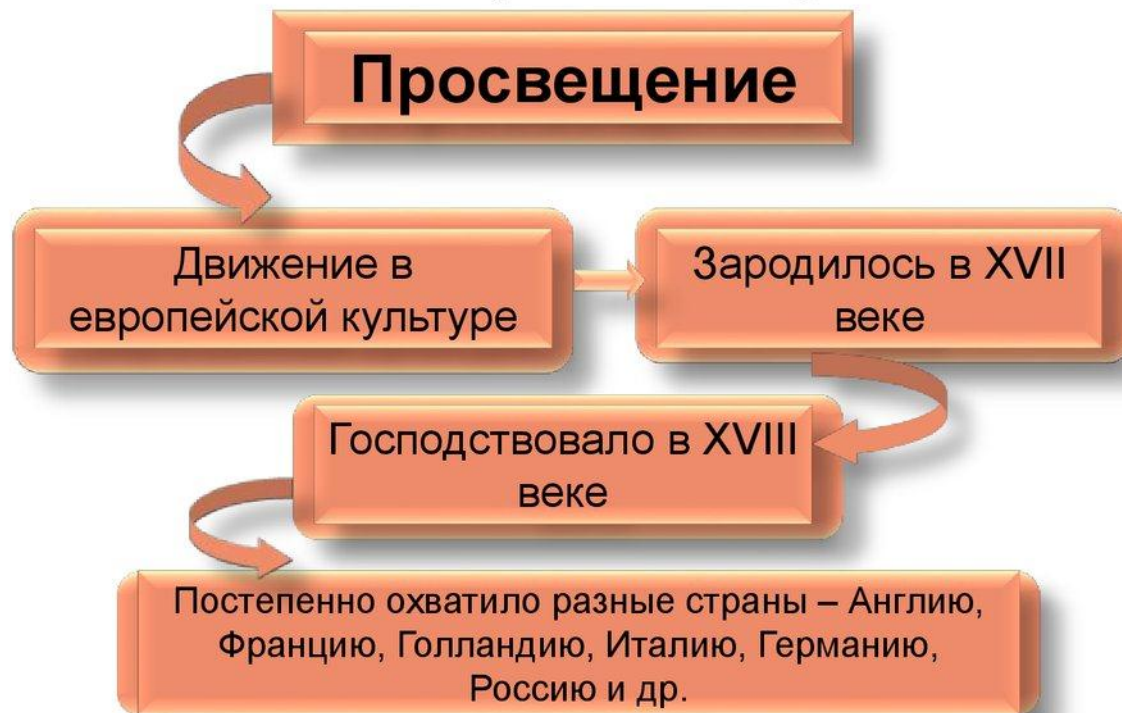 Просвещение
Движение в
европейской культуре
Зародилось в XVII
веке
Господствовало в XVIII
веке
Постепенно охватило разные страны – Англию,
Францию, Голландию, Италию, Германию,
Россию и др.